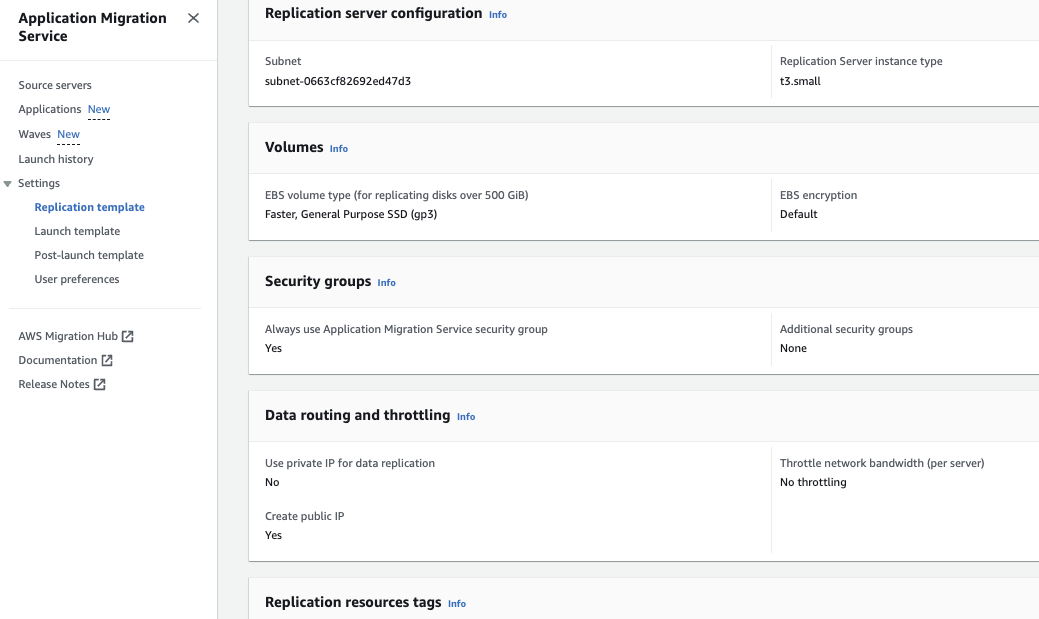 Application Migration
Service
Source servers
Applications New
Waves New
Launch history
Settings
Replication template
Launch template
Post-launch template
User preferences
AWS Migration Hub
Documentation
Release Notes
Replication server configuration Info
Subnet
subnet-0663cf82692ed47d3
Replication Server instance type
t3.small
Volumes Info
EBS volume type (for replicating disks over 500 GiB)
Faster, General Purpose SSD (gp3)
EBS encryption
Default
Security groups Info
Always use Application Migration Service security group
Yes
Additional security groups
None
Data routing and throttling Info
Use private IP for data replication
No
Create public IP
Yes
Throttle network bandwidth (per server)
No throttling
Replication resources tags Info